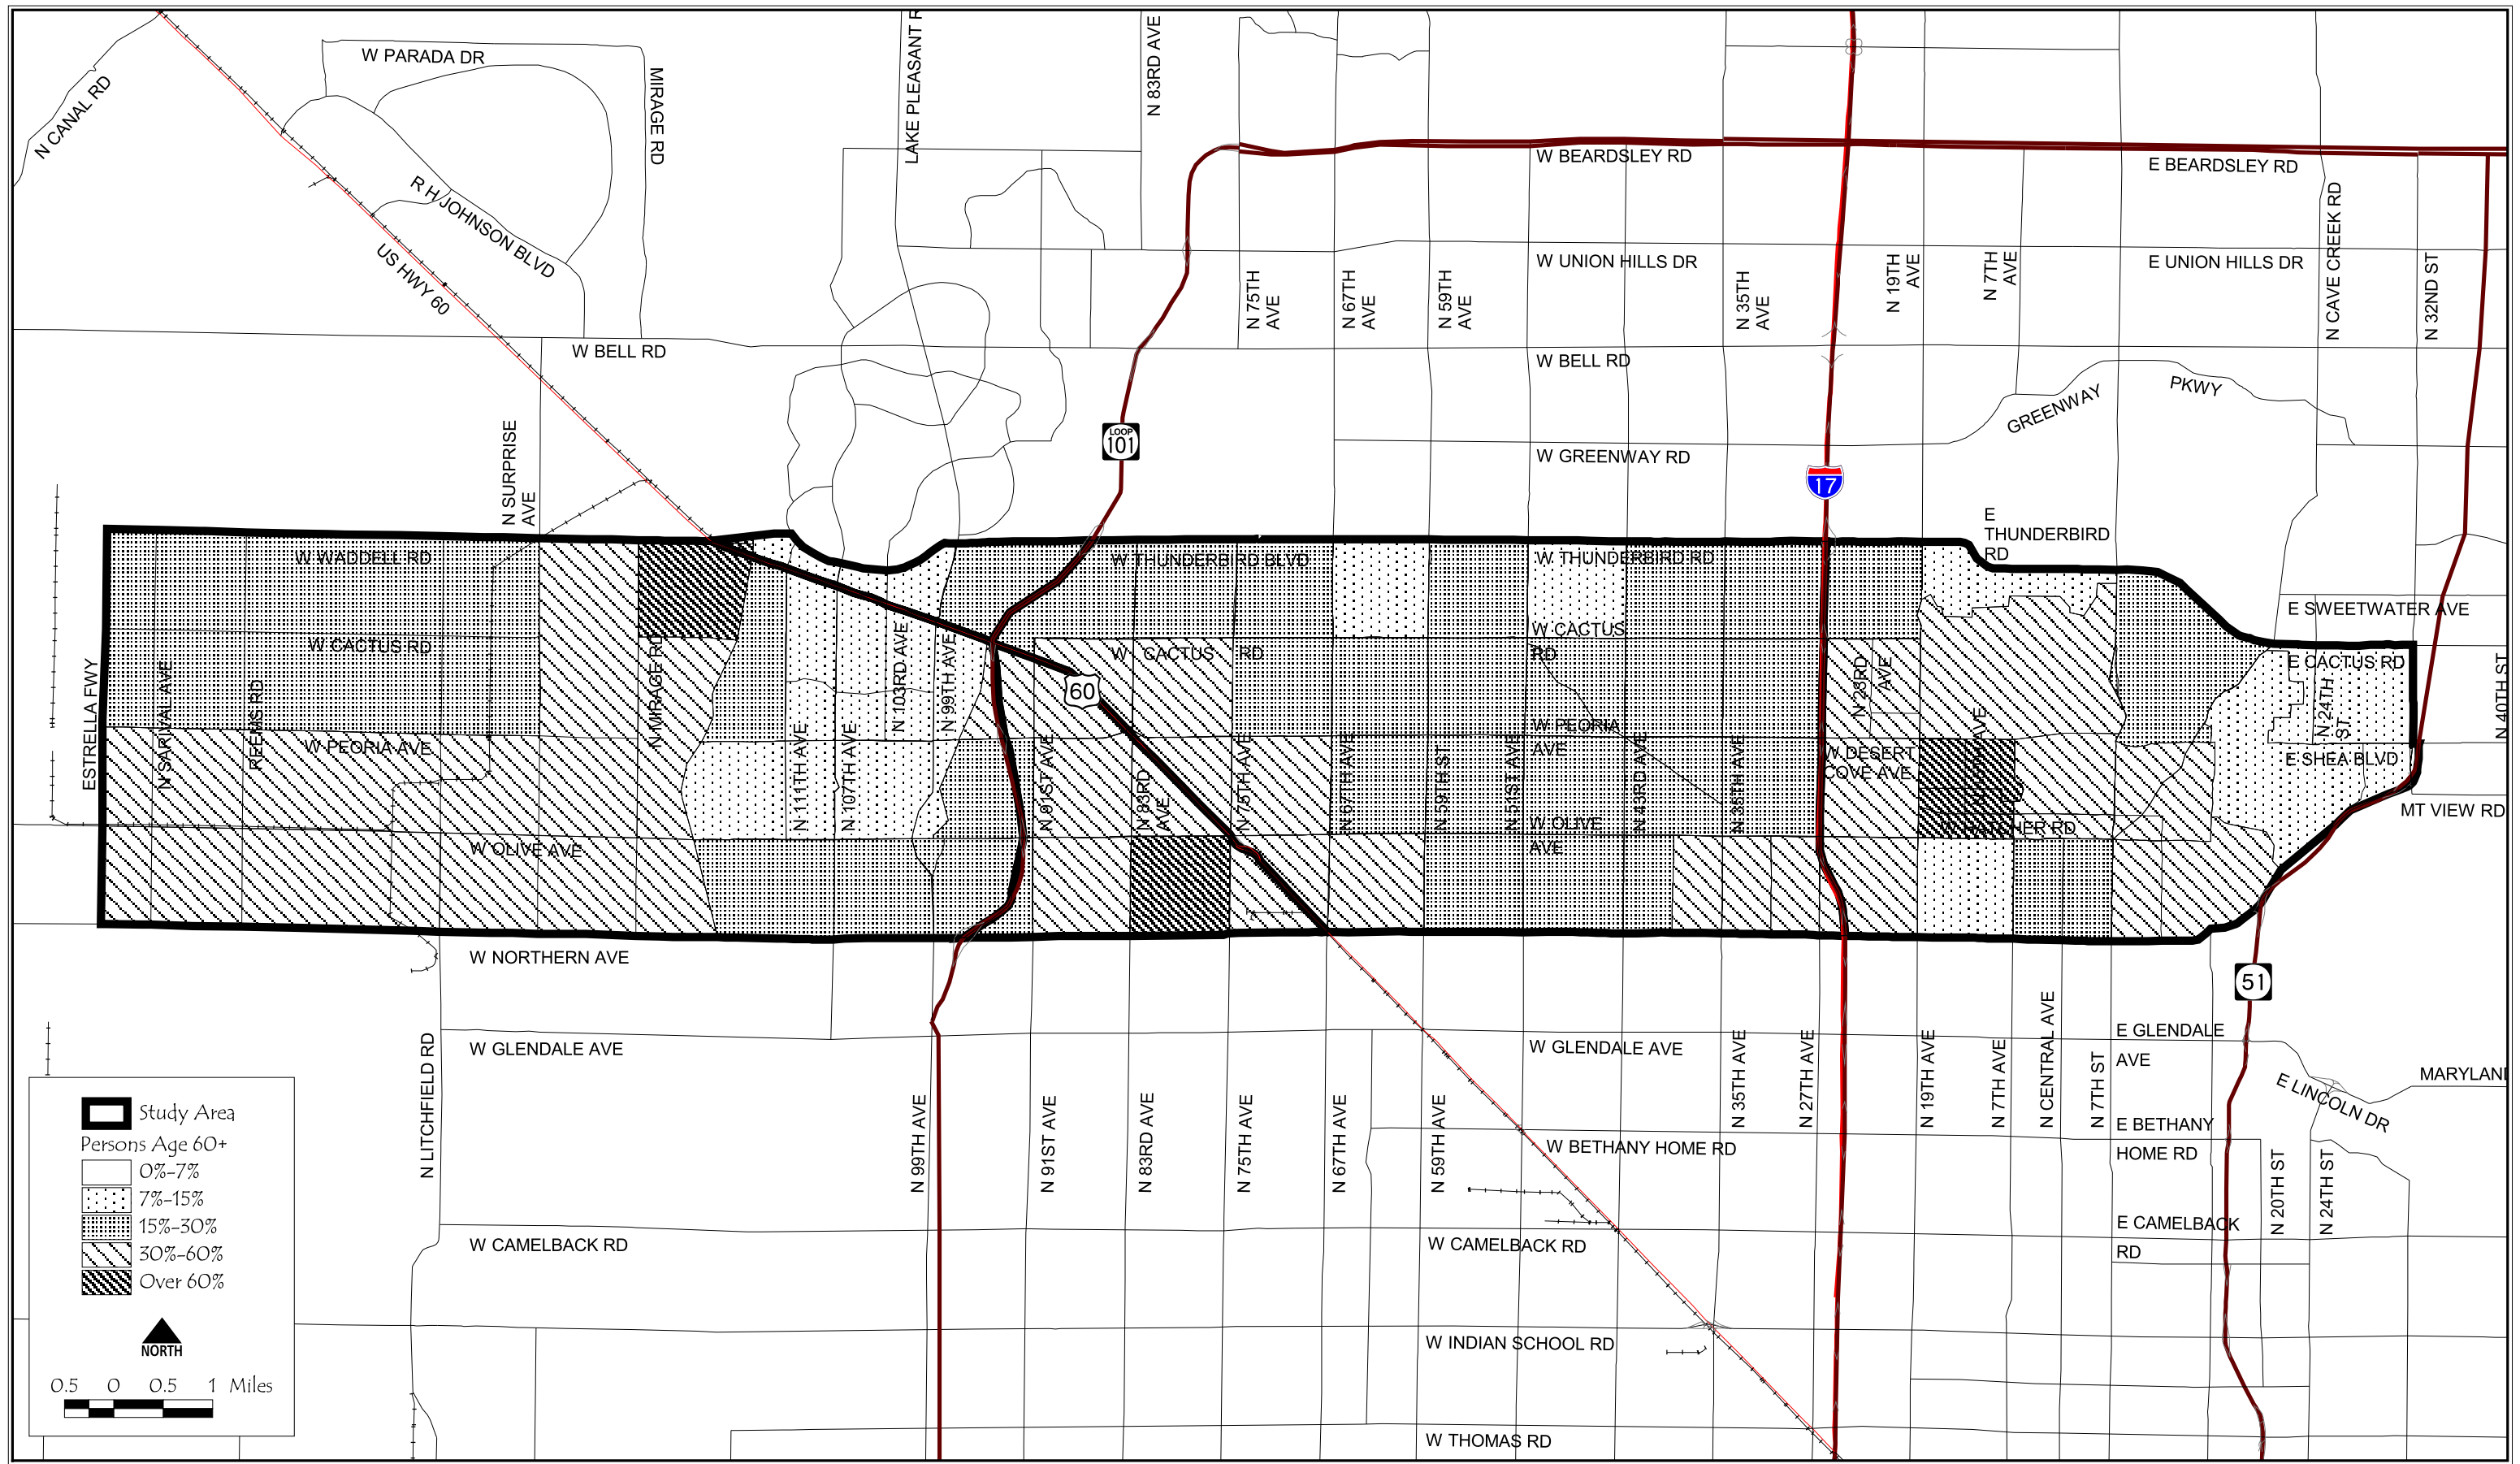 W PARADA DR
N CANAL RD
MIRAGE RD
R H JOHNSON BLVD
US HWY 60
LAKE PLEASANT R
N 83RD AVE
W BEARDSLEY RD
E BEARDSLEY RD
W UNION HILLS DR
E UNION HILLS DR
N 75TH
AVE
N 67TH
AVE
N 59TH
AVE
N 35TH
AVE
N 19TH
AVE
N 7TH
AVE
N CAVE CREEK RD
N 32ND ST
W BELL RD
W BELL RD
GREENWAY
PKWY
LOOP
101
W GREENWAY RD
17
N SURPRISE
AVE
E
THUNDERBIRD
RD
W WADDELL RD
W THUNDERBIRD BLVD
W THUNDERBIRD RD
E SWEETWATER AVE
W CACTUS RD
W CACTUS RD
W CACTUS
RD
E CACTUS RD
ESTRELLA FWY
N SARIVAL AVE
REEMS RD
N MIRAGE RD
N 111TH AVE
N 107TH AVE
N 103RD AVE
N 99TH AVE
60
N 91ST AVE
N 83RD
AVE
N 75TH AVE
N 67TH AVE
N 59TH ST
N 51ST AVE
N 43RD AVE
N 35TH AVE
N 23RD
AVE
N 24TH
ST
N 40TH ST
W PEORIA AVE
W PEORIA
AVE
W DESERT
COVE AVE
E SHEA BLVD
MT VIEW RD
W OLIVE AVE
W OLIVE
AVE
W HATCHER RD
W NORTHERN AVE
51
N LITCHFIELD RD
W GLENDALE AVE
W GLENDALE AVE
E GLENDALE
AVE
N 99TH AVE
N 91ST AVE
N 83RD AVE
N 75TH AVE
N 67TH AVE
N 59TH AVE
N 35TH AVE
N 27TH AVE
N 19TH AVE
N 7TH AVE
N CENTRAL AVE
N 7TH ST
MARYLAN
E LINCOLN DR
W BETHANY HOME RD
E BETHANY
HOME RD
N 20TH ST
N 24TH ST
W CAMELBACK RD
W CAMELBACK RD
E CAMELBACK
RD
W INDIAN SCHOOL RD
W THOMAS RD
Study Area
Persons Age 60+
0%-7%
7%-15%
15%-30%
30%-60%
Over 60%
NORTH
0.5 0 0.5 1 Miles